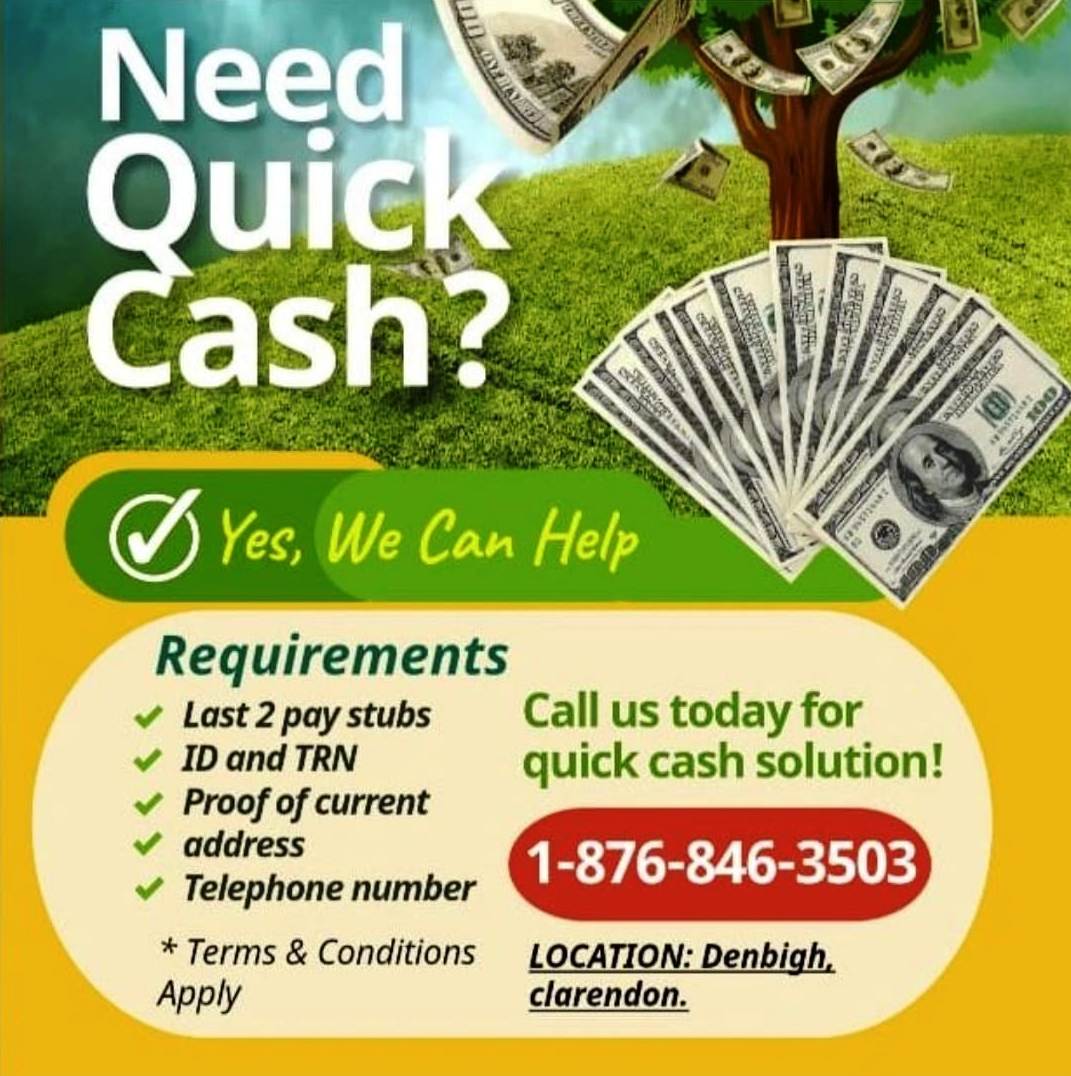 Need
Quick
Cash?
Yes, We Can Help
Requirements
Last 2 pay stubs
ID and TRN
Proof of current
address
Telephone number
* Terms & Conditions
Apply
Call us today for
quick cash solution!
1-876-846-3503
LOCATION: Denbigh,
clarendon.